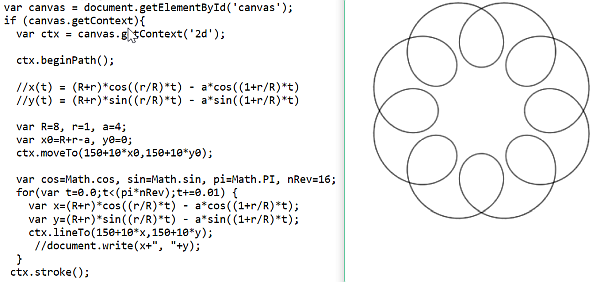 var canvas = document.getElementById('canvas');
if (canvas.getContext){
var ctx = canvas.getContext('2d');
ctx.beginPath();
//x(t) = (R+r)*cos((r/R)*t) - a*cos((1+r/R)*t)
//y(t) = (R+r)*sin((r/R)*t) - a*sin((1+r/R)*t)
var R=8, r=1, a=4;
var x0=R+r-a, y0=0;
ctx.moveTo(150+10*x0,150+10*y0);
var cos=Math.cos, sin=Math.sin, pi=Math.PI, nRev=16;
for(var t=0.0;t<(pi*nRev);t+=0.01) {
var x=(R+r)*cos((r/R)*t) - a*cos((1+r/R)*t);
var y=(R+r)*sin((r/R)*t) - a*sin((1+r/R)*t);
ctx.lineTo(150+10*x,150+10*y);
//document.write(x+", "+y);
}
ctx.stroke();